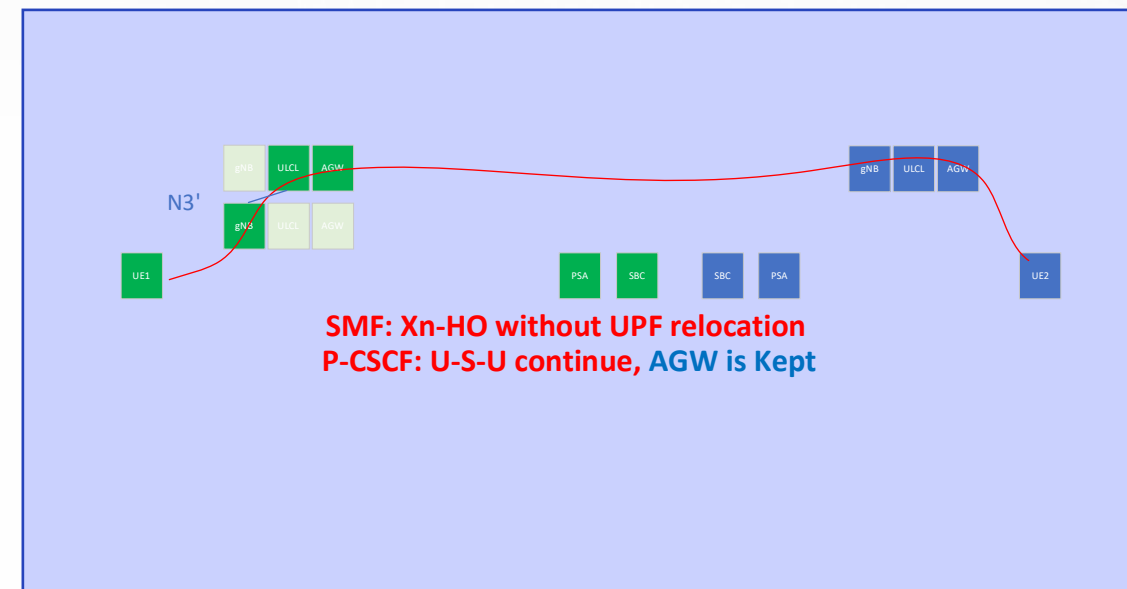 gNB ULCL AGW
gNB ULCL AGW
N3'
gNB ULCL AGW
UE1
PSA SBC SBC PSA
UE2
SMF: Xn-HO without UPF relocation
P-CSCF: U-S-U continue, AGW is Kept